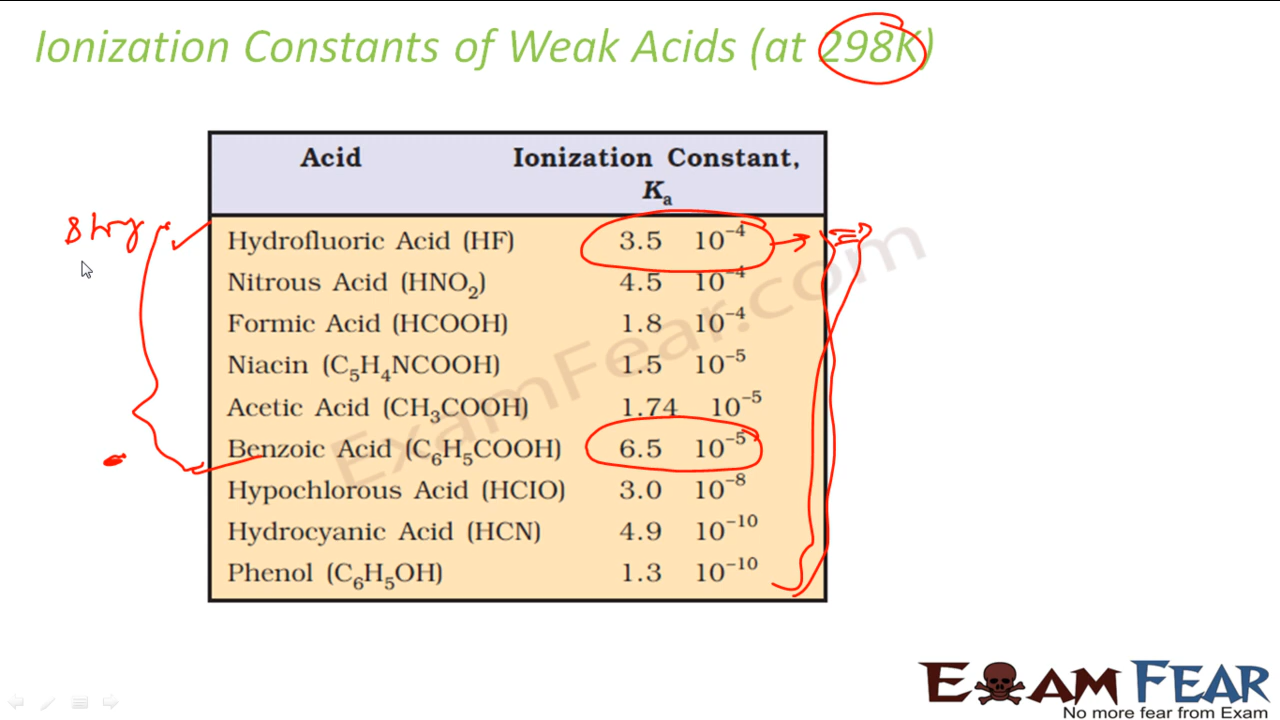 Ionization Constants of Weak Acids (at 298K)
Acid Ionization Constant,
Kₐ
Hydrofluoric Acid (HF) 3.5 10⁻⁴
Nitrous Acid (HNO₂) 4.5 10⁻⁴
Formic Acid (HCOOH) 1.8 10⁻⁴
Niacin (C₅H₄NCOOH) 1.5 10⁻⁵
Acetic Acid (CH₃COOH) 1.74 10⁻⁵
Benzoic Acid (C₆H₅COOH) 6.5 10⁻⁵
Hypochlorous Acid (HClO) 3.0 10⁻⁸
Hydrocyanic Acid (HCN) 4.9 10⁻¹⁰
Phenol (C₆H₅OH) 1.3 10⁻¹⁰
ExamFear.com
EXAM FEAR
No more fear from Exam